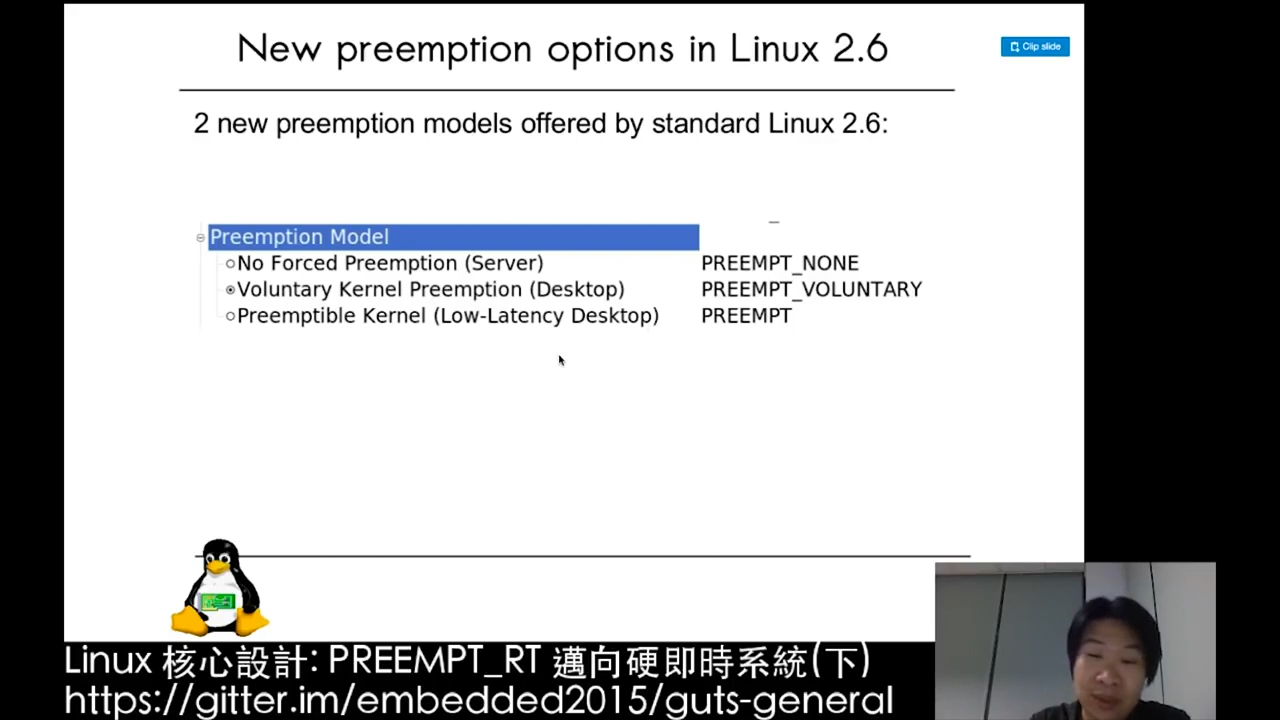 New preemption options in Linux 2.6
Clip slide
2 new preemption models offered by standard Linux 2.6:
Preemption Model
No Forced Preemption (Server) PREEMPT_NONE
Voluntary Kernel Preemption (Desktop) PREEMPT_VOLUNTARY
Preemptible Kernel (Low-Latency Desktop) PREEMPT
Linux 核心設計: PREEMPT_RT 邁向硬即時系統(下)
https://gitter.im/embedded2015/guts-general